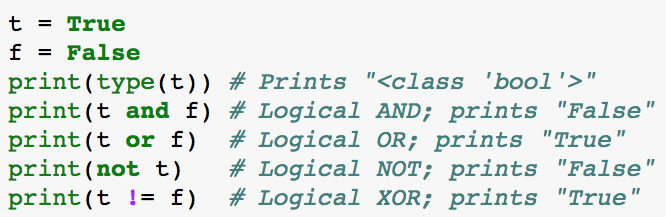 t = True
f = False
print(type(t)) # Prints "<class 'bool'>"
print(t and f) # Logical AND; prints "False"
print(t or f)  # Logical OR; prints "True"
print(not t)   # Logical NOT; prints "False"
print(t != f)  # Logical XOR; prints "True"